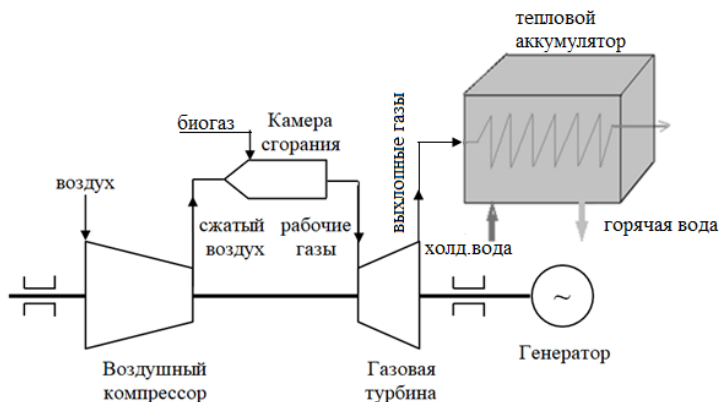 тепловой
аккумулятор
биогаз
Камера
сгорания
выхлопные газы
воздух
сжатый
воздух
рабочие
газы
холд.вода
горячая вода
~
Воздушный
компрессор
Газовая
турбина
Генератор